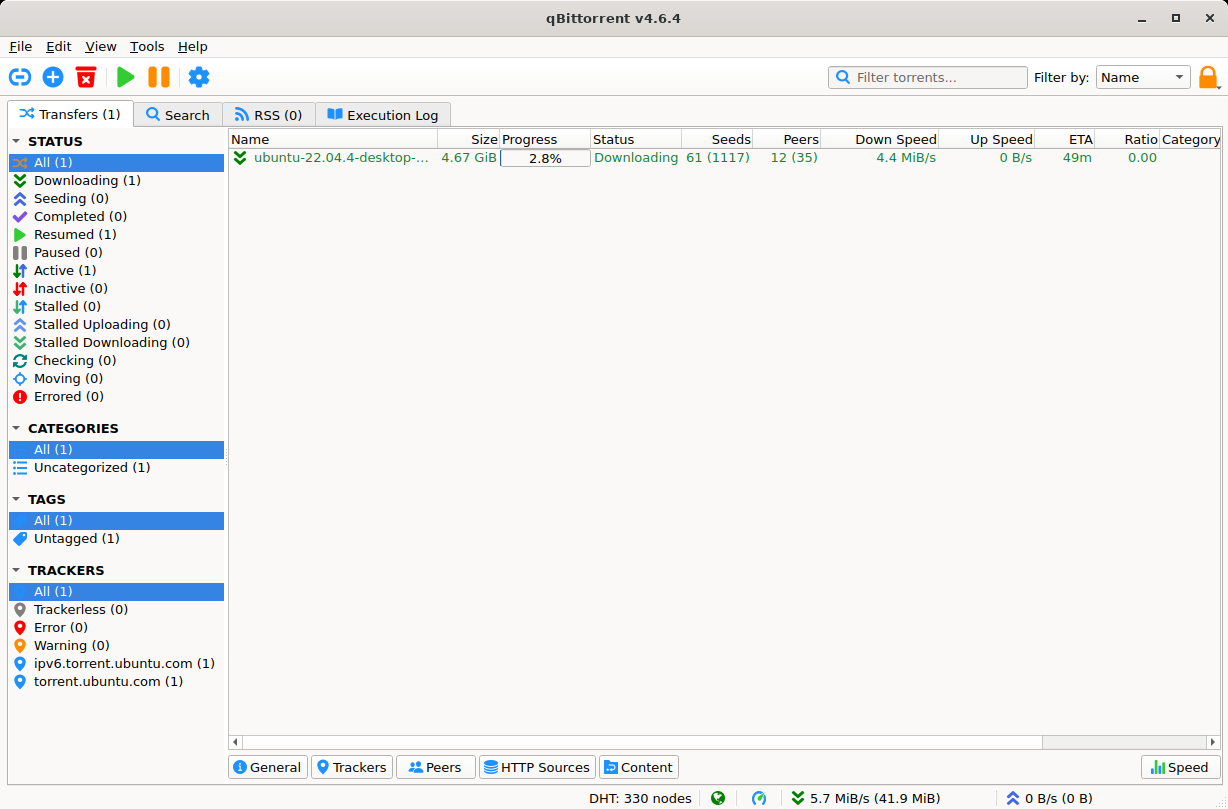 qBittorrent v4.6.4
File Edit View Tools Help
Filter torrents... Filter by: Name
Transfers (1) Search RSS (0) Execution Log
STATUS
All (1)
Downloading (1)
Seeding (0)
Completed (0)
Resumed (1)
Paused (0)
Active (1)
Inactive (0)
Stalled (0)
Stalled Uploading (0)
Stalled Downloading (0)
Checking (0)
Moving (0)
Errored (0)
CATEGORIES
All (1)
Uncategorized (1)
TAGS
All (1)
Untagged (1)
TRACKERS
All (1)
Trackerless (0)
Error (0)
Warning (0)
ipv6.torrent.ubuntu.com (1)
torrent.ubuntu.com (1)
Name Size Progress Status Seeds Peers Down Speed Up Speed ETA Ratio Category
ubuntu-22.04.4-desktop-... 4.67 GiB 2.8% Downloading 61 (1117) 12 (35) 4.4 MiB/s 0 B/s 49m 0.00
General Trackers Peers HTTP Sources Content Speed
DHT: 330 nodes 5.7 MiB/s (41.9 MiB) 0 B/s (0 B)